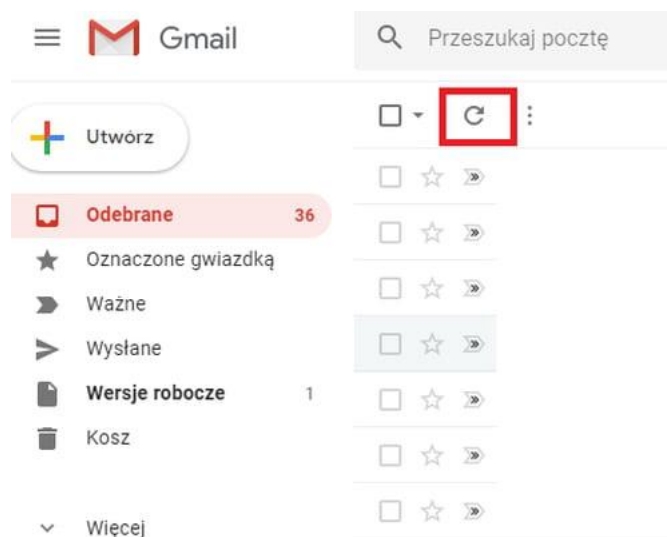 Gmail
Przeszukaj pocztę
Utwórz
Odebrane 36
Oznaczone gwiazdką
Ważne
Wysłane
Wersje robocze 1
Kosz
Więcej